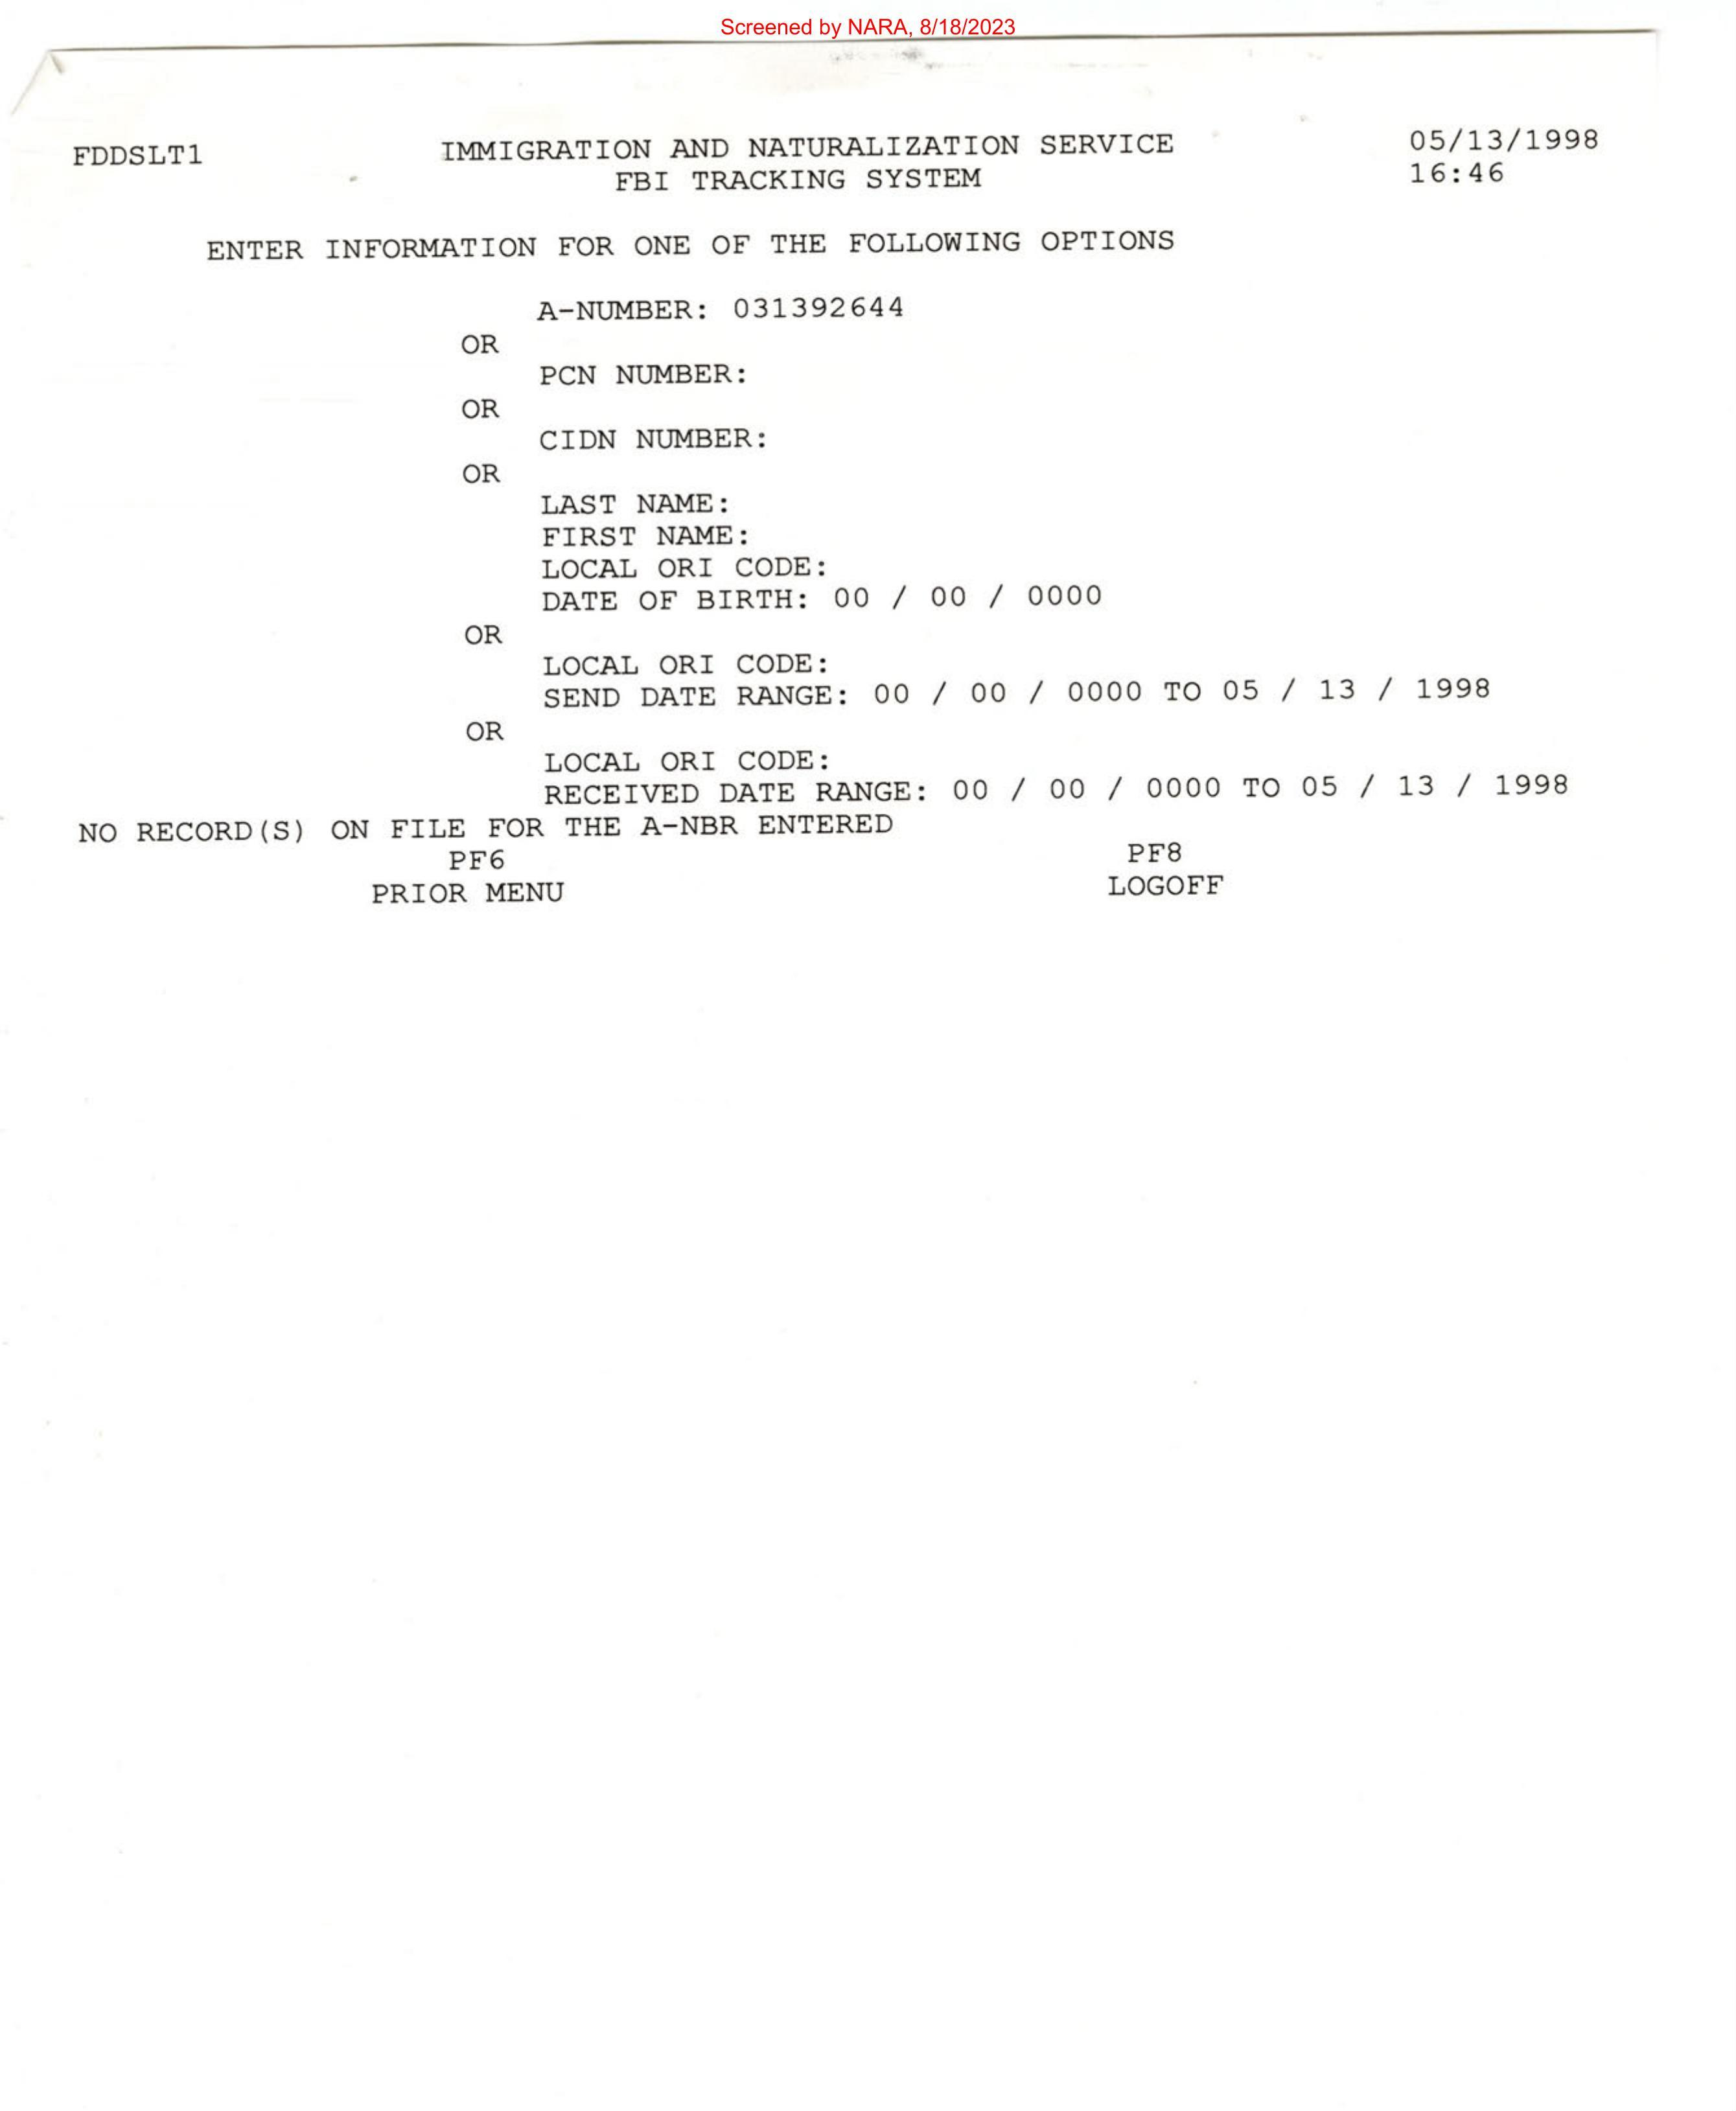 Screened by NARA, 8/18/2023
FDDSLT1 IMMIGRATION AND NATURALIZATION SERVICE 05/13/1998
FBI TRACKING SYSTEM 16:46
ENTER INFORMATION FOR ONE OF THE FOLLOWING OPTIONS
A-NUMBER: 031392644
OR
PCN NUMBER:
OR
CIDN NUMBER:
OR
LAST NAME:
FIRST NAME:
LOCAL ORI CODE:
DATE OF BIRTH: 00 / 00 / 0000
OR
LOCAL ORI CODE:
SEND DATE RANGE: 00 / 00 / 0000 TO 05 / 13 / 1998
OR
LOCAL ORI CODE:
RECEIVED DATE RANGE: 00 / 00 / 0000 TO 05 / 13 / 1998
NO RECORD(S) ON FILE FOR THE A-NBR ENTERED
PF6 PF8
PRIOR MENU LOGOFF